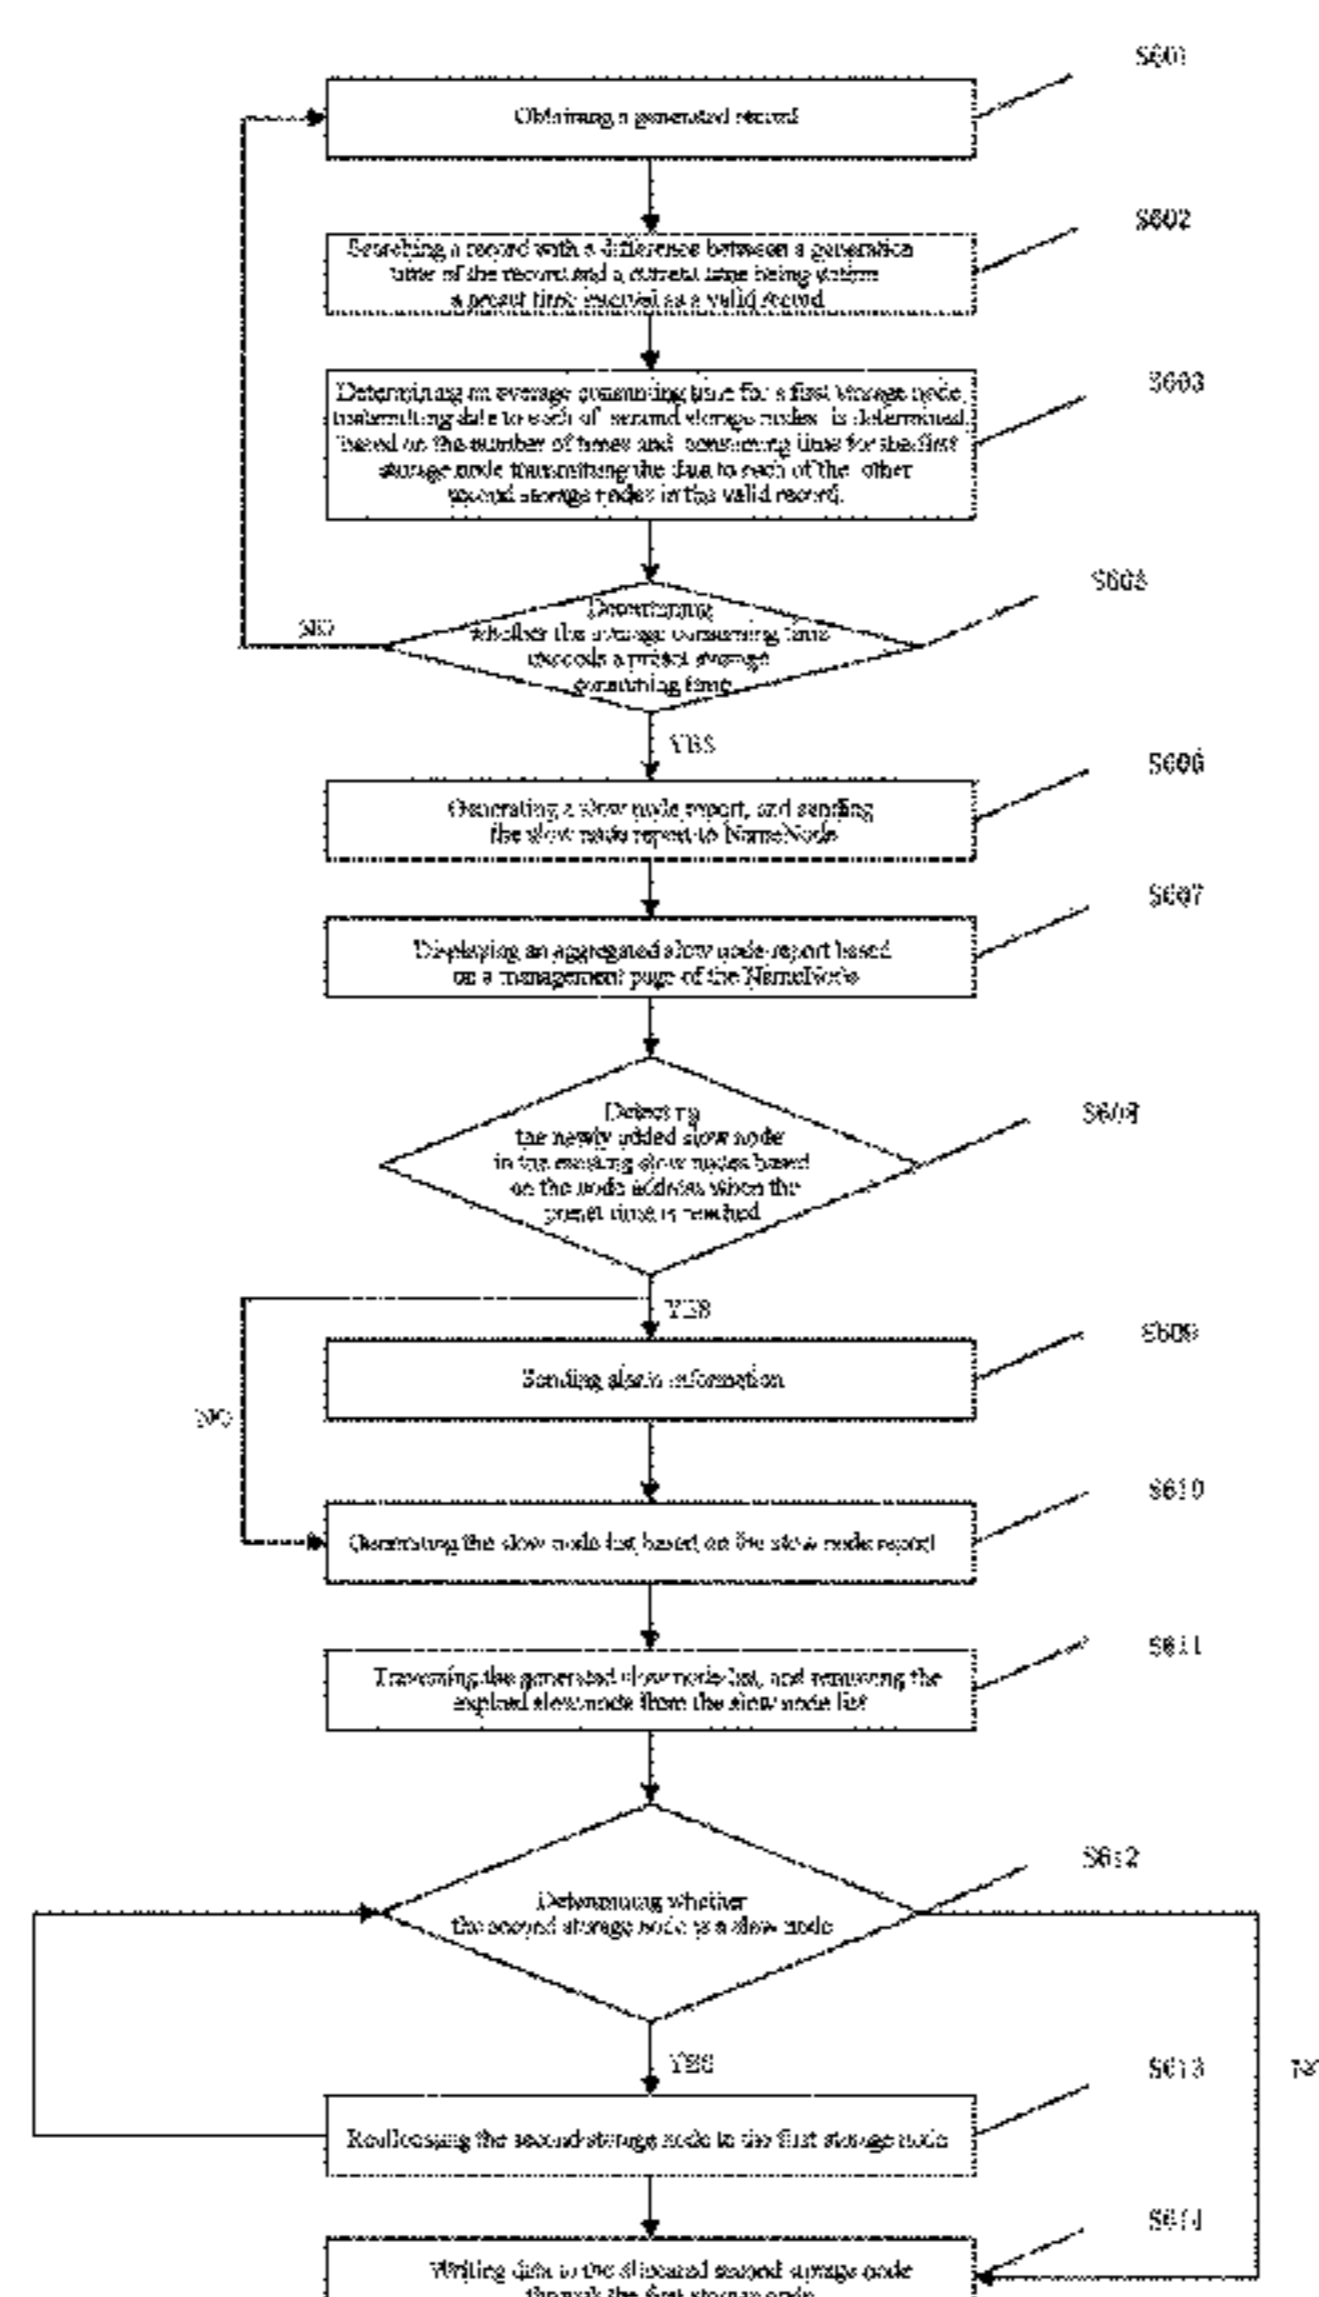 S601
Obtaining a generated record
S602
Searching a record with a difference between a generation
time of the record and a current time being within
a preset time interval as a valid record
S603
Determining an average consuming time for a first storage node
transmitting data to each of second storage nodes is determined
based on the number of times and consuming time for the first
storage node transmitting the data to each of the other
second storage nodes in the valid record.
S605
Determining
whether the average consuming time
exceeds a preset average
consuming time
NO
YES
S606
Generating a slow node report, and sending
the slow node report to NameNode
S607
Displaying an aggregated slow node report based
on a management page of the NameNode
S608
Detecting
the newly added slow node
in the existing slow nodes based
on the node address when the
preset time is reached
YES
S609
Sending alarm information
NO
S610
Generating the slow node list based on the slow node report
S611
Traversing the generated slow node list, and removing the
expired slow node from the slow node list
S612
Determining whether
the second storage node is a slow node
YES
S613
Reallocating the second storage node to the first storage node
S614
Writing data to the allocated second storage node
through the first storage node